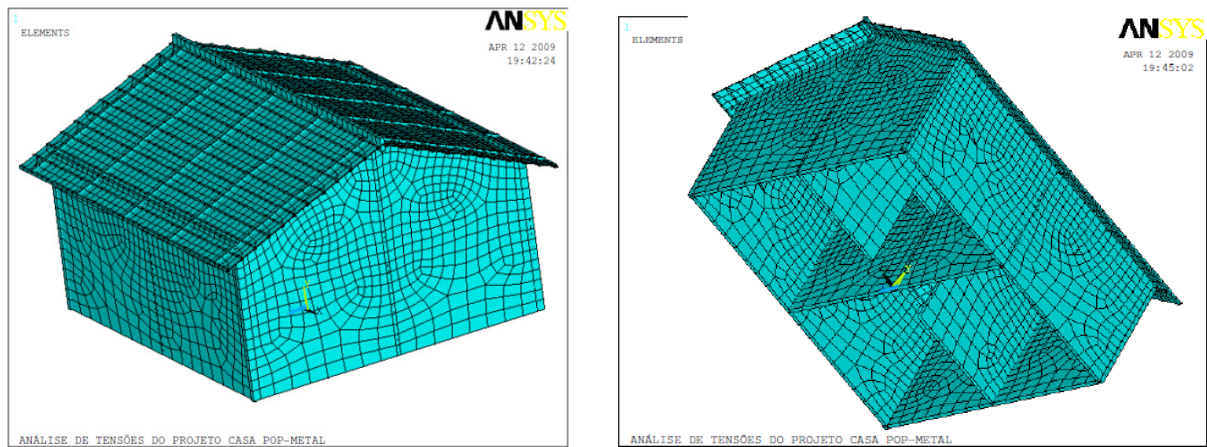 1
ELEMENTS
ANSYS
APR 12 2009
19:42:24
ANÁLISE DE TENSÕES DO PROJETO CASA POP-METAL
1
ELEMENTS
ANSYS
APR 12 2009
19:45:02
ANÁLISE DE TENSÕES DO PROJETO CASA POP-METAL